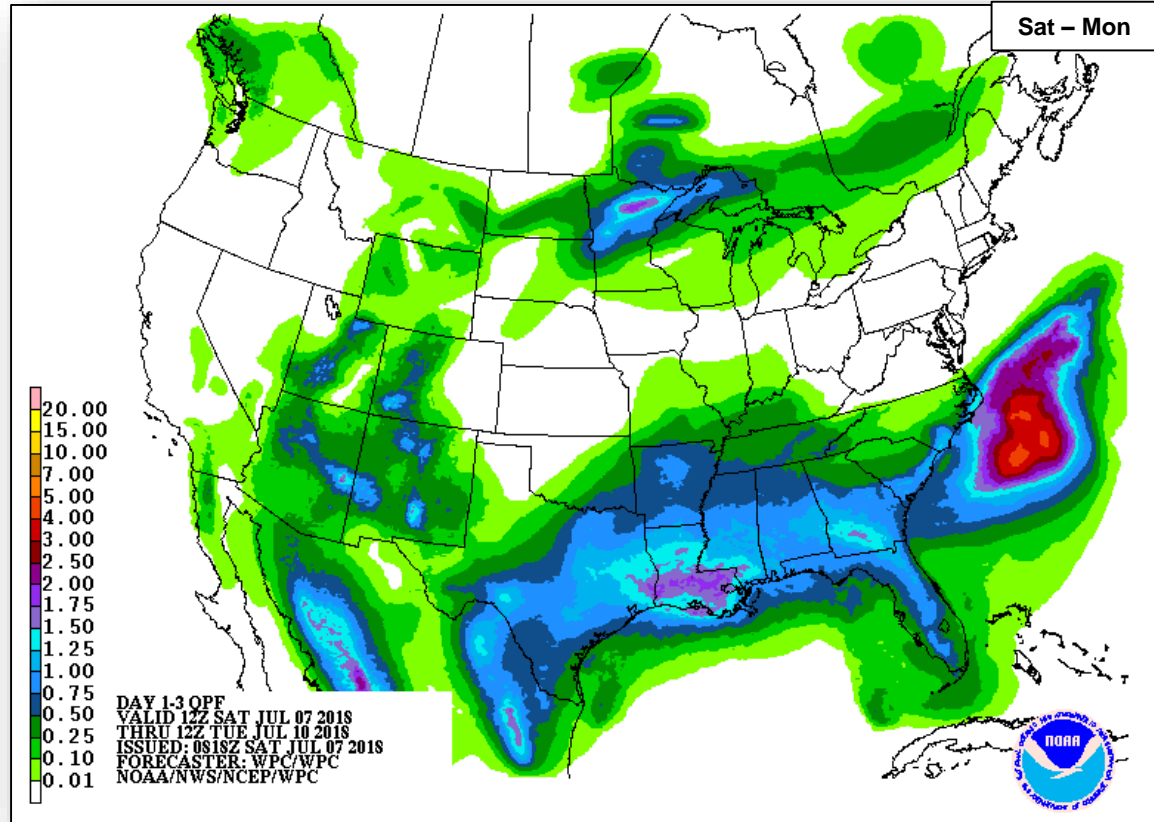 Sat – Mon
20.00
15.00
10.00
7.00
5.00
4.00
3.00
2.50
2.00
1.75
1.50
1.25
1.00
0.75
0.50
0.25
0.10
0.01
DAY 1-3 QPF
VALID 12Z SAT JUL 07 2018
THRU 12Z TUE JUL 10 2018
ISSUED: 0818Z SAT JUL 07 2018
FORECASTER: WPC/WPC
NOAA/NWS/NCEP/WPC
NOAA